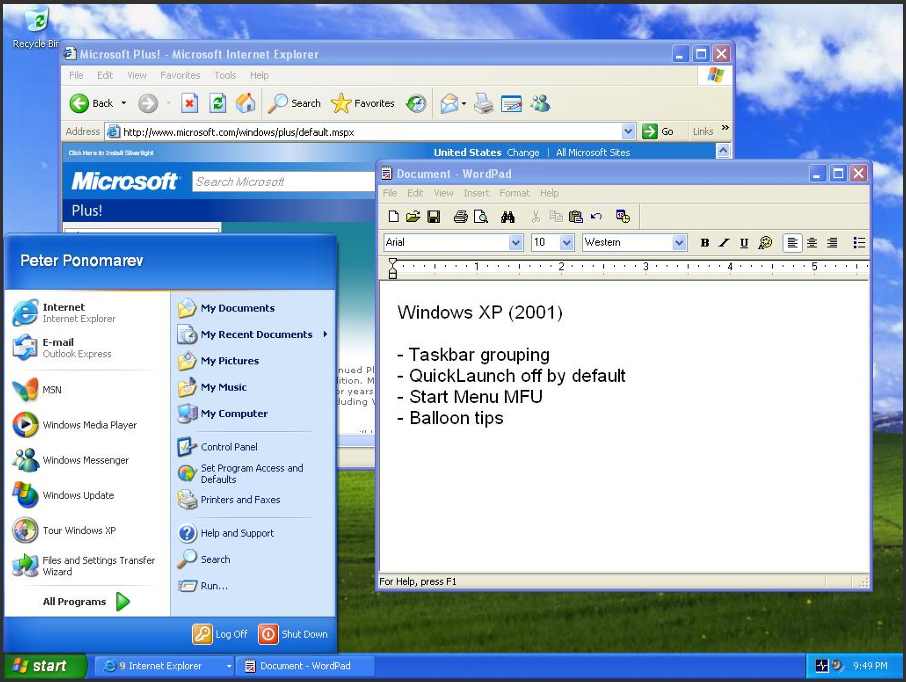 Recycle Bin
Microsoft Plus! - Microsoft Internet Explorer
File Edit View Favorites Tools Help
Back Search Favorites
Address http://www.microsoft.com/windows/plus/default.mspx Go Links »
Click Here to Install Silverlight United States Change | All Microsoft Sites
Microsoft Search Microsoft
Plus!
nued Pl
dition. M
or years
cluding W
Document - WordPad
File Edit View Insert Format Help
Arial 10 Western B I U
1 2 3 4 5
Windows XP (2001)
- Taskbar grouping
- QuickLaunch off by default
- Start Menu MFU
- Balloon tips
For Help, press F1
Peter Ponomarev
Internet
Internet Explorer
E-mail
Outlook Express
MSN
Windows Media Player
Windows Messenger
Windows Update
Tour Windows XP
Files and Settings Transfer
Wizard
All Programs
My Documents
My Recent Documents
My Pictures
My Music
My Computer
Control Panel
Set Program Access and
Defaults
Printers and Faxes
Help and Support
Search
Run...
Log Off Shut Down
start 9 Internet Explorer Document - WordPad 9:49 PM